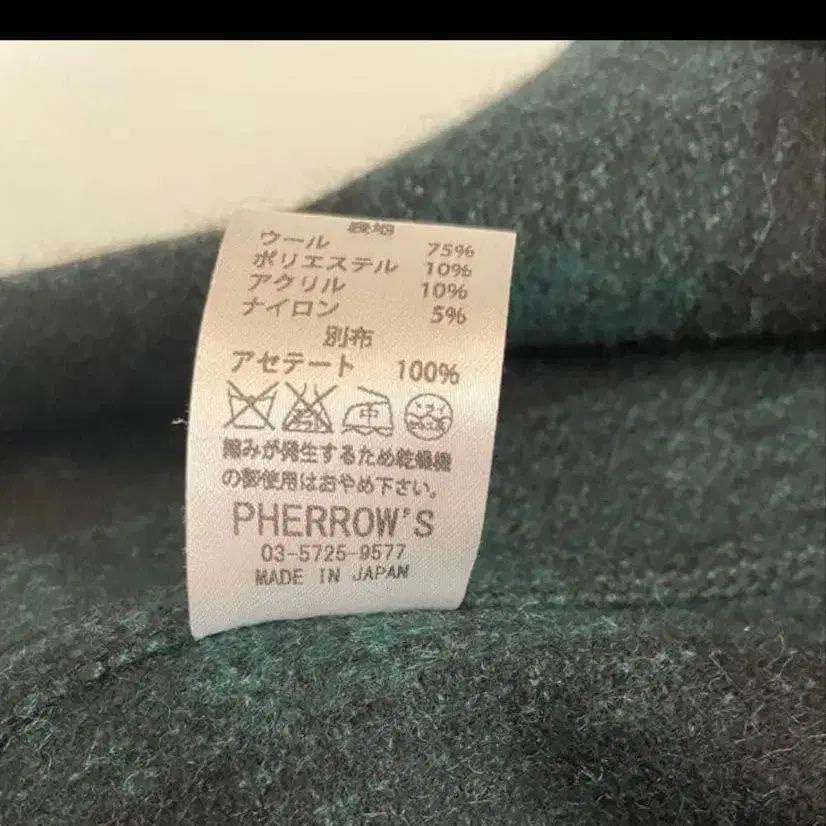 ウール 75%
ポリエステル 10%
アクリル 10%
ナイロン 5%
別布
アセテート 100%
中
縮みが発生するため乾燥機
の御使用はおやめ下さい。
PHERROW'S
03-5725-9577
MADE IN JAPAN